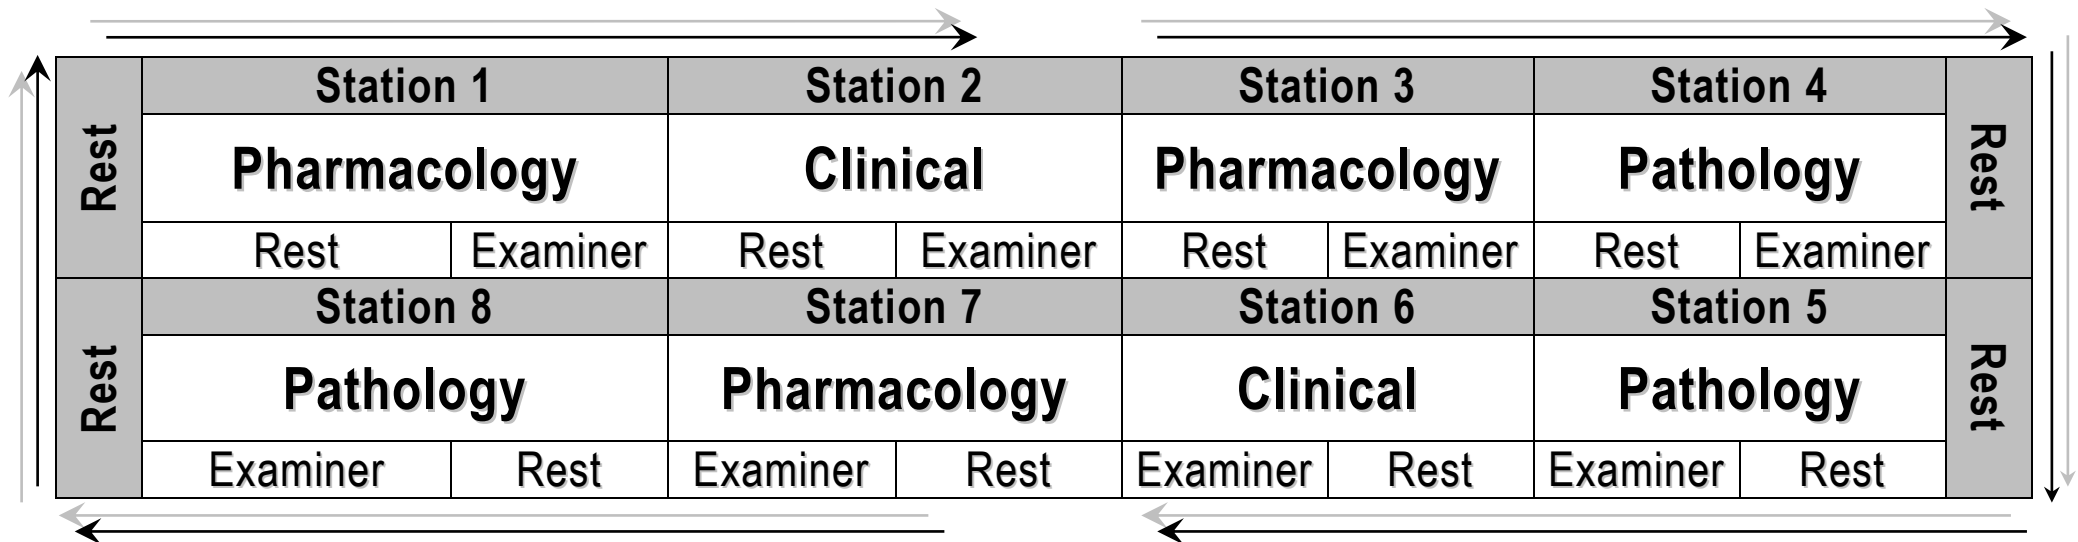 Rest Station 1 Station 2 Station 3 Station 4 Rest
Pharmacology Clinical Pharmacology Pathology
Rest Examiner Rest Examiner Rest Examiner Rest Examiner
Rest Station 8 Station 7 Station 6 Station 5 Rest
Pathology Pharmacology Clinical Pathology
Examiner Rest Examiner Rest Examiner Rest Examiner Rest